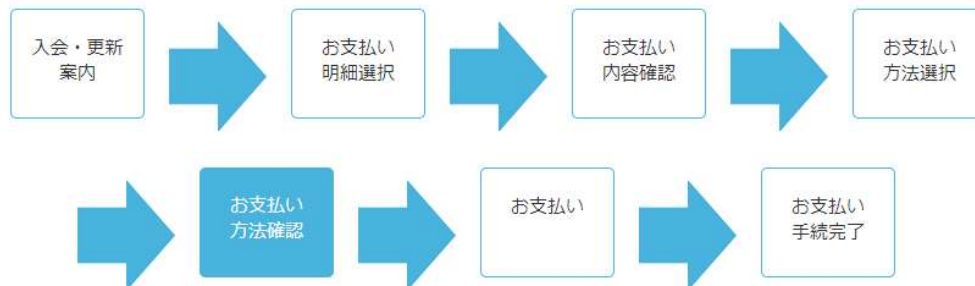 入会・更新
案内
お支払い
明細選択
お支払い
内容確認
お支払い
方法選択
お支払い
方法確認
お支払い
お支払い
手続完了